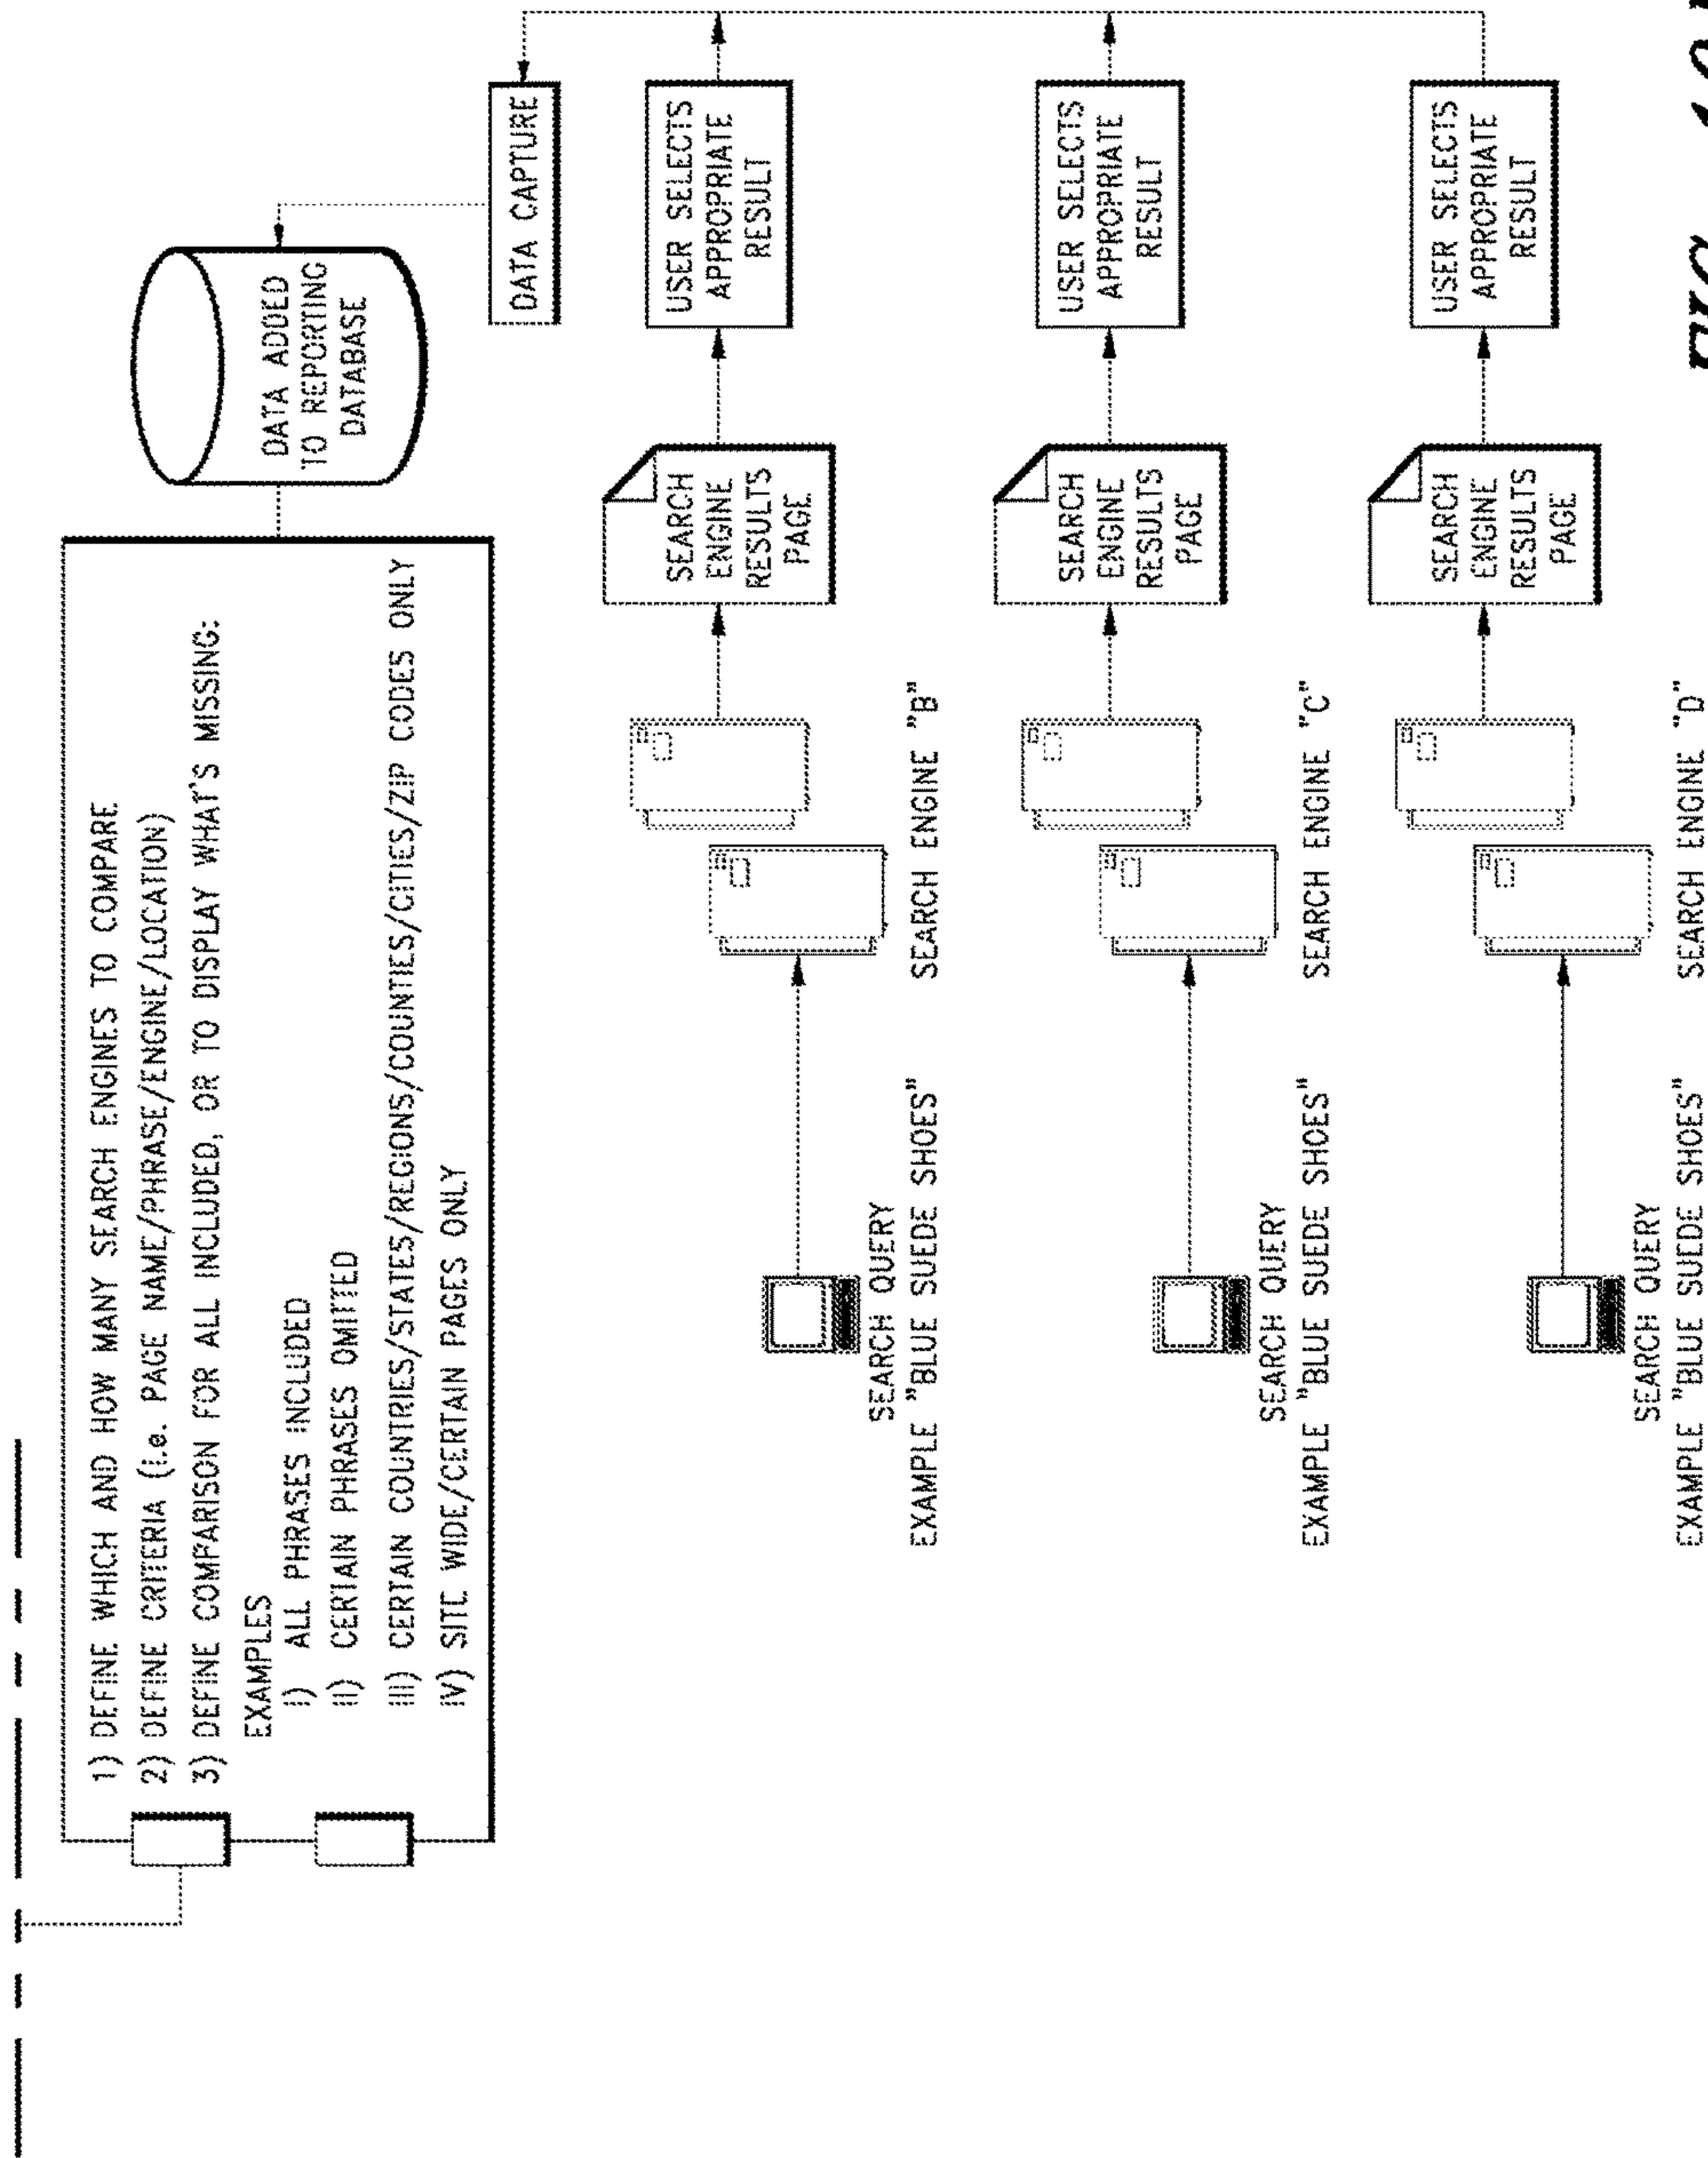 1) DEFINE WHICH AND HOW MANY SEARCH ENGINES TO COMPARE
2) DEFINE CRITERIA (i.e. PAGE NAME/PHRASE/ENGINE/LOCATION)
3) DEFINE COMPARISON FOR ALL INCLUDED, OR TO DISPLAY WHAT'S MISSING:
EXAMPLES
i) ALL PHRASES INCLUDED
ii) CERTAIN PHRASES OMITTED
iii) CERTAIN COUNTRIES/STATES/REGIONS/COUNTIES/CITIES/ZIP CODES ONLY
iV) SITE WIDE/CERTAIN PAGES ONLY
DATA ADDED
TO REPORTING
DATABASE
DATA CAPTURE
SEARCH QUERY
EXAMPLE "BLUE SUEDE SHOES"
SEARCH ENGINE "B"
SEARCH
ENGINE
RESULTS
PAGE
USER SELECTS
APPROPRIATE
RESULT
SEARCH QUERY
EXAMPLE "BLUE SUEDE SHOES"
SEARCH ENGINE "C"
SEARCH
ENGINE
RESULTS
PAGE
USER SELECTS
APPROPRIATE
RESULT
SEARCH QUERY
EXAMPLE "BLUE SUEDE SHOES"
SEARCH ENGINE "D"
SEARCH
ENGINE
RESULTS
PAGE
USER SELECTS
APPROPRIATE
RESULT